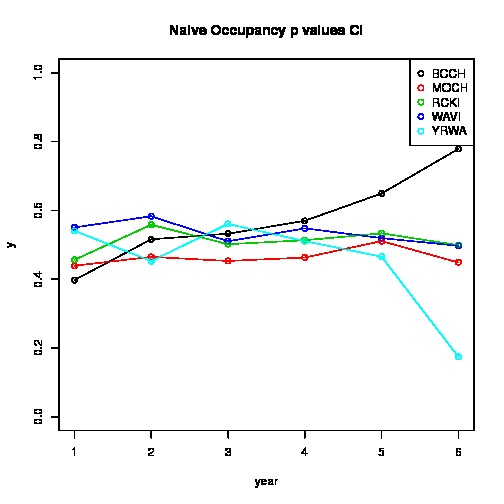 Naive Occupancy p values CI
BCCH
MOCH
RCKI
WAVI
YRWA
y
1.0
0.8
0.6
0.4
0.2
0.0
1 2 3 4 5 6
year